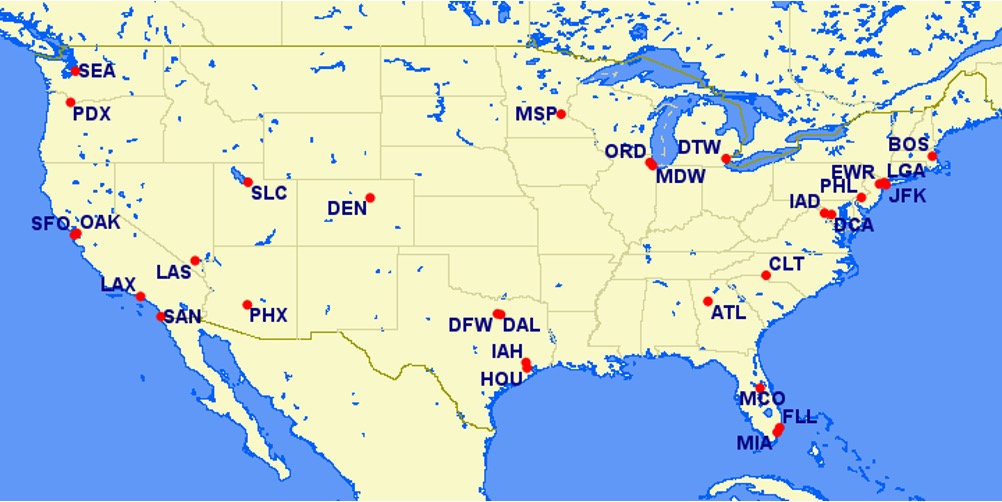 SEA
PDX
MSP
ORD
DTW
BOS
MDW
EWR
LGA
PHL
JFK
SLC
DEN
IAD
DCA
SFO
OAK
LAS
CLT
LAX
SAN
PHX
ATL
DFW
DAL
IAH
HOU
MCO
FLL
MIA